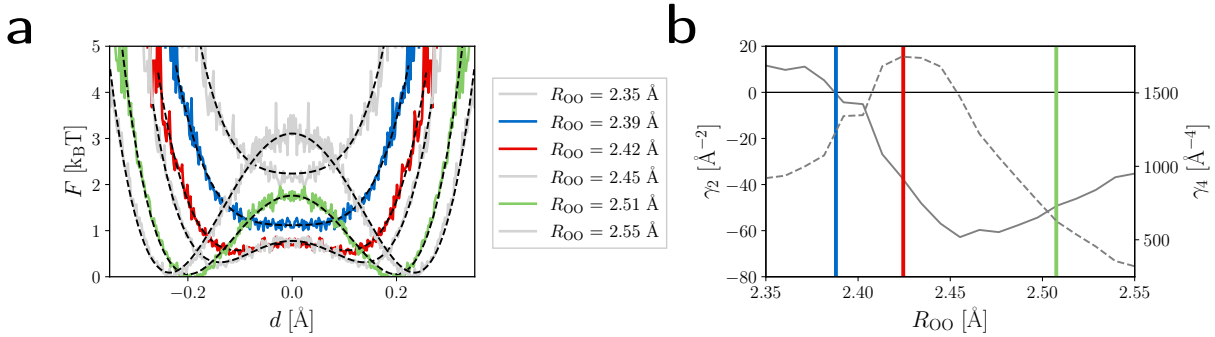 a
5
4
3
2
1
0
F [k_BT]
−0.2
0.0
0.2
d [Å]
R_OO = 2.35 Å
R_OO = 2.39 Å
R_OO = 2.42 Å
R_OO = 2.45 Å
R_OO = 2.51 Å
R_OO = 2.55 Å
b
20
0
−20
−40
−60
−80
γ₂ [Å⁻²]
2.35
2.40
2.45
2.50
2.55
R_OO [Å]
1500
1000
500
γ₄ [Å⁻⁴]